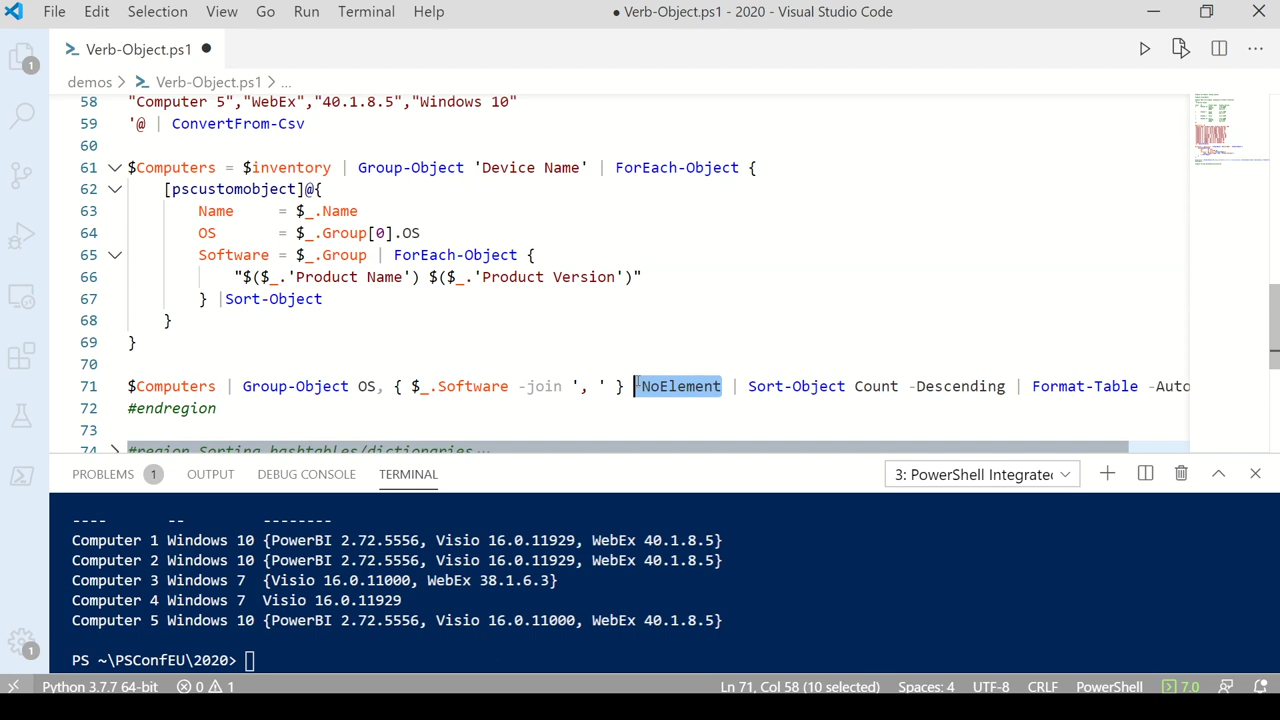 File Edit Selection View Go Run Terminal Help ● Verb-Object.ps1 - 2020 - Visual Studio Code
Verb-Object.ps1 ●
demos > Verb-Object.ps1 > ...
58 "Computer 5","WebEx","40.1.8.5","Windows 10"
59 '@ | ConvertFrom-Csv
60
61 $Computers = $inventory | Group-Object 'Device Name' | ForEach-Object {
62 [pscustomobject]@{
63 Name = $_.Name
64 OS = $_.Group[0].OS
65 Software = $_.Group | ForEach-Object {
66 "$($_.'Product Name') $($_.'Product Version')"
67 } |Sort-Object
68 }
69 }
70
71 $Computers | Group-Object OS, { $_.Software -join ', ' } -NoElement | Sort-Object Count -Descending | Format-Table -Auto
72 #endregion
73
74 #region Sorting hashtables/dictionaries…
PROBLEMS 1 OUTPUT DEBUG CONSOLE TERMINAL 3: PowerShell Integrated
---- -- --------
Computer 1 Windows 10 {PowerBI 2.72.5556, Visio 16.0.11929, WebEx 40.1.8.5}
Computer 2 Windows 10 {PowerBI 2.72.5556, Visio 16.0.11929, WebEx 40.1.8.5}
Computer 3 Windows 7 {Visio 16.0.11000, WebEx 38.1.6.3}
Computer 4 Windows 7 Visio 16.0.11929
Computer 5 Windows 10 {PowerBI 2.72.5556, Visio 16.0.11000, WebEx 40.1.8.5}
PS ~\PSConfEU\2020>
Python 3.7.7 64-bit 0 1 Ln 71, Col 58 (10 selected) Spaces: 4 UTF-8 CRLF PowerShell 7.0
1
1